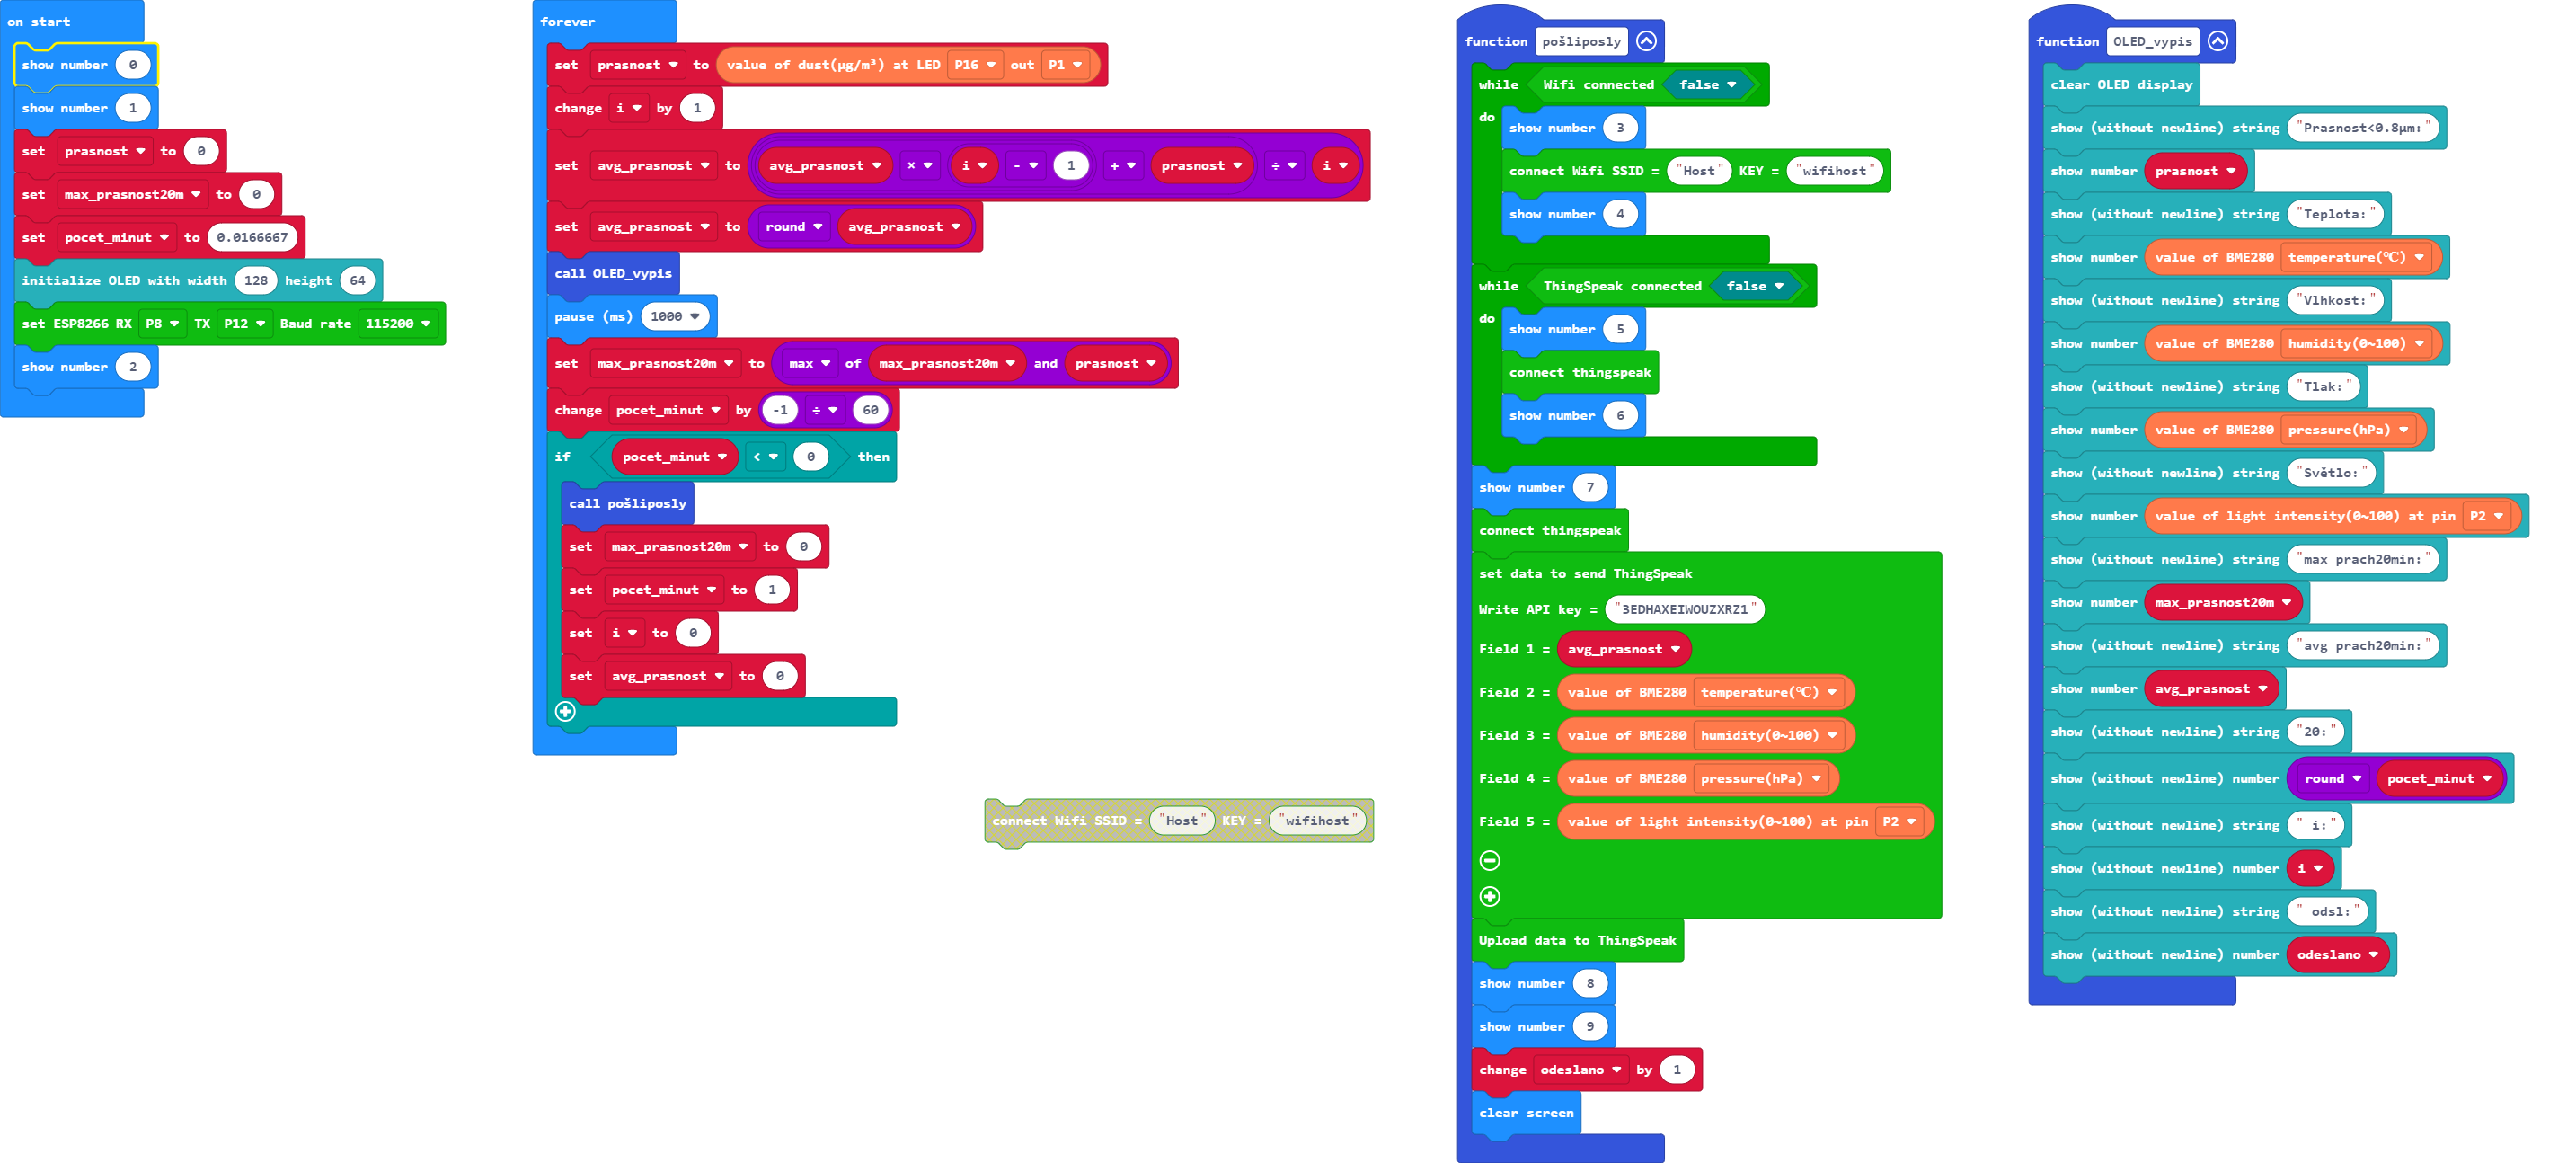 on start
show number 0
show number 1
set prasnost to 0
set max_prasnost20m to 0
set pocet_minut to 0.0166667
initialize OLED with width 128 height 64
set ESP8266 RX P8 TX P12 Baud rate 115200
show number 2
forever
set prasnost to value of dust(μg/m³) at LED P16 out P1
change i by 1
set avg_prasnost to avg_prasnost × i - 1 + prasnost ÷ i
set avg_prasnost to round avg_prasnost
call OLED_vypis
pause (ms) 1000
set max_prasnost20m to max of max_prasnost20m and prasnost
change pocet_minut by -1 ÷ 60
if pocet_minut < 0 then
call pošliposly
set max_prasnost20m to 0
set pocet_minut to 1
set i to 0
set avg_prasnost to 0
connect Wifi SSID = "Host" KEY = "wifihost"
function pošliposly
while Wifi connected false
do
show number 3
connect Wifi SSID = "Host" KEY = "wifihost"
show number 4
while ThingSpeak connected false
do
show number 5
connect thingspeak
show number 6
show number 7
connect thingspeak
set data to send ThingSpeak
Write API key = "3EDHAXEIWOUZXRZ1"
Field 1 = avg_prasnost
Field 2 = value of BME280 temperature(℃)
Field 3 = value of BME280 humidity(0~100)
Field 4 = value of BME280 pressure(hPa)
Field 5 = value of light intensity(0~100) at pin P2
Upload data to ThingSpeak
show number 8
show number 9
change odeslano by 1
clear screen
function OLED_vypis
clear OLED display
show (without newline) string "Prasnost<0.8μm:"
show number prasnost
show (without newline) string "Teplota:"
show number value of BME280 temperature(℃)
show (without newline) string "Vlhkost:"
show number value of BME280 humidity(0~100)
show (without newline) string "Tlak:"
show number value of BME280 pressure(hPa)
show (without newline) string "Světlo:"
show number value of light intensity(0~100) at pin P2
show (without newline) string "max prach20min:"
show number max_prasnost20m
show (without newline) string "avg prach20min:"
show number avg_prasnost
show (without newline) string "20:"
show (without newline) number round pocet_minut
show (without newline) string " i:"
show (without newline) number i
show (without newline) string " odsl:"
show (without newline) number odeslano